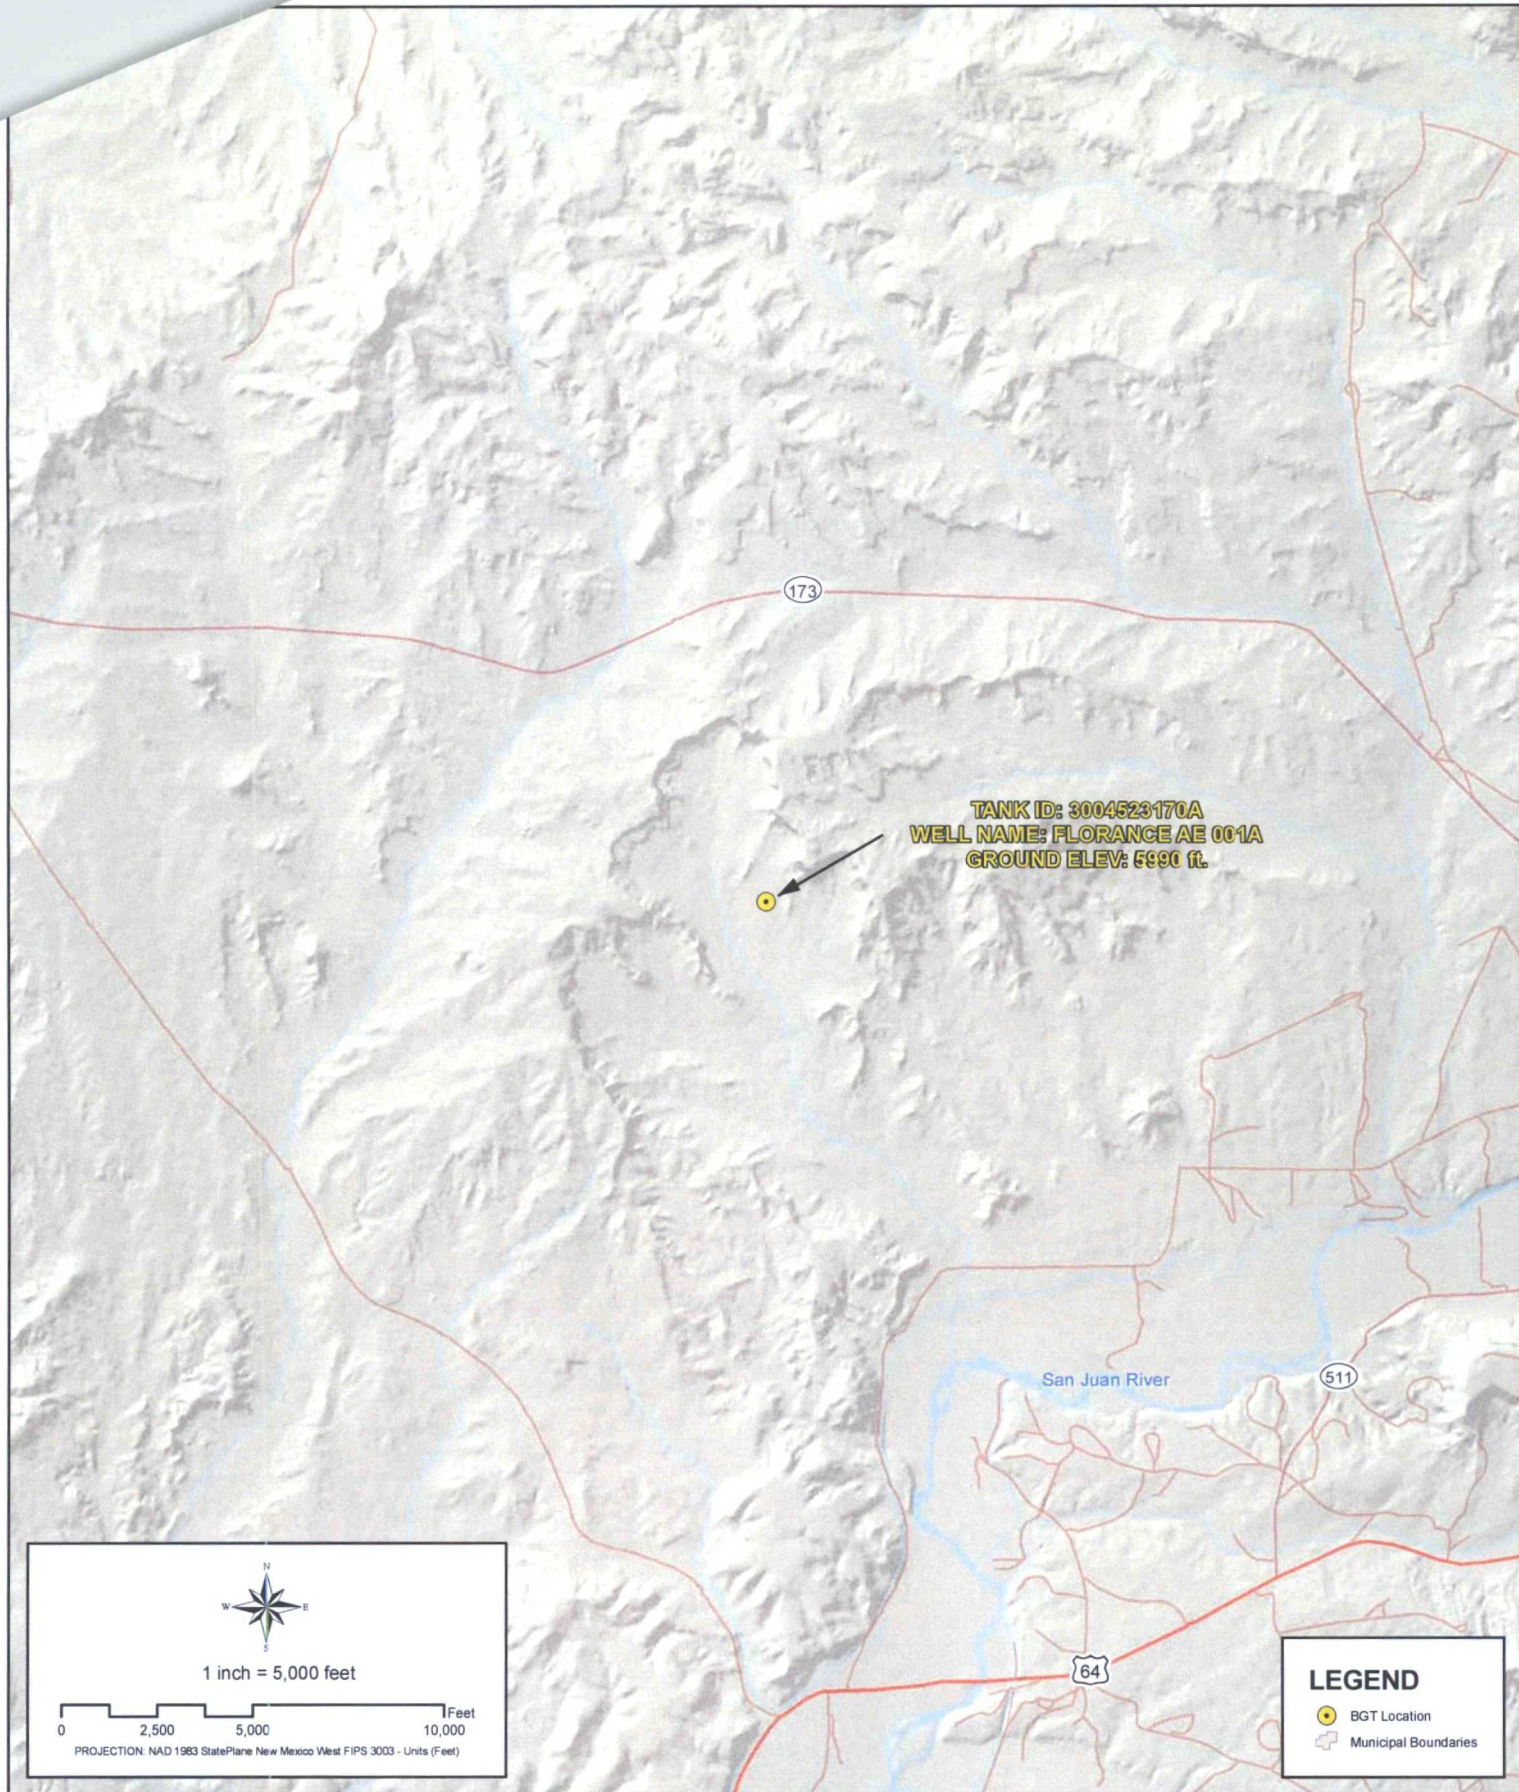 173
TANK ID: 3004523170A
WELL NAME: FLORANCE AE 001A
GROUND ELEV: 5990 ft.
San Juan River
511
64
N
W E
S
1 inch = 5,000 feet
Feet
0 2,500 5,000 10,000
PROJECTION: NAD 1983 StatePlane New Mexico West FIPS 3003 - Units (Feet)
LEGEND
BGT Location
Municipal Boundaries